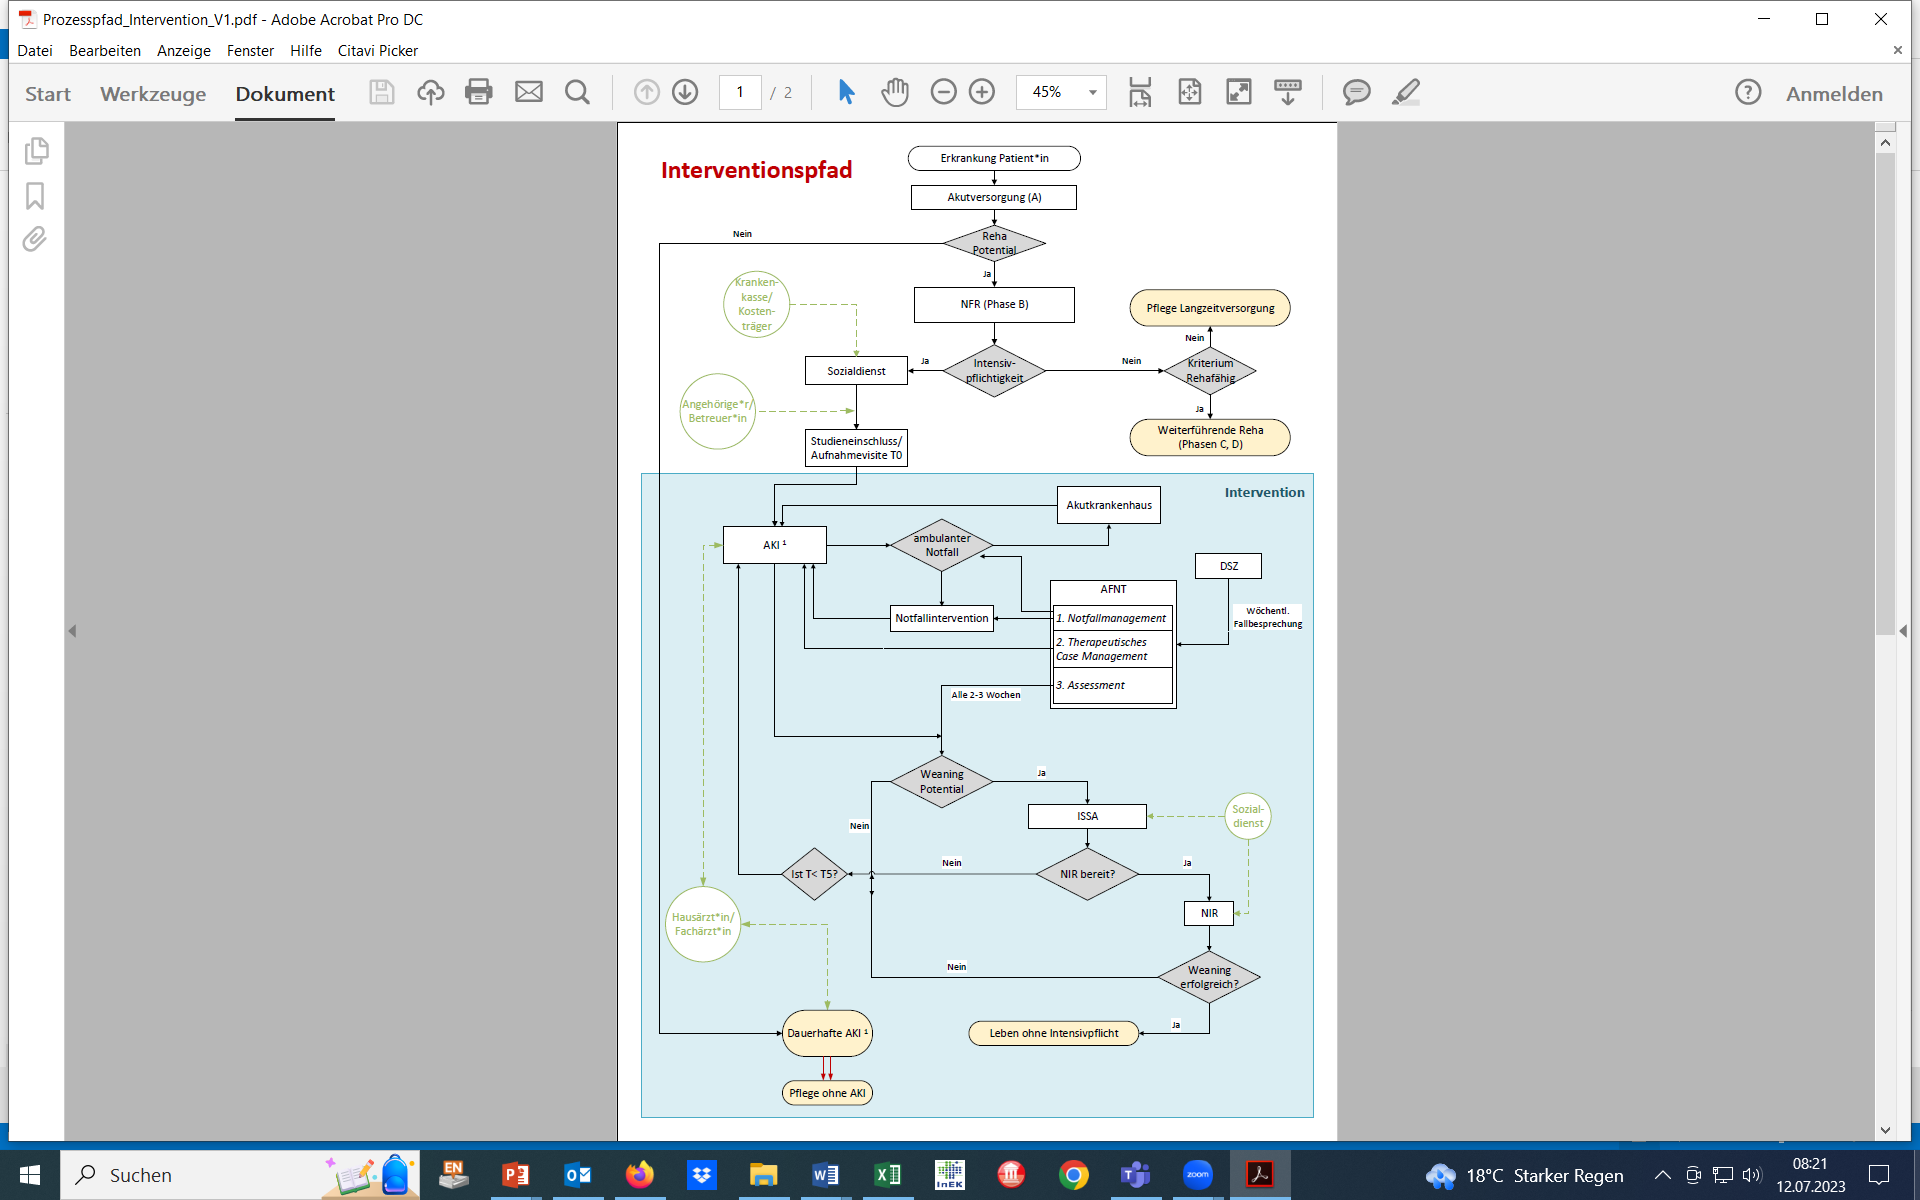 Prozesspfad_Intervention_V1.pdf - Adobe Acrobat Pro DC
Datei Bearbeiten Anzeige Fenster Hilfe Citavi Picker
Start Werkzeuge Dokument 1 / 2 45% Anmelden
Interventionspfad
Erkrankung Patient*in
Akutversorgung (A)
Nein
Reha
Potential
Ja
Kranken-
kasse/
Kosten-
träger
NFR (Phase B)
Pflege Langzeitversorgung
Nein
Sozialdienst
Ja
Intensiv-
pflichtigkeit
Nein
Kriterium
Rehafähig
Ja
Angehörige*r/
Betreuer*in
Weiterführende Reha
(Phasen C, D)
Studieneinschluss/
Aufnahmevisite T0
Intervention
Akutkrankenhaus
AKI ¹
ambulanter
Notfall
DSZ
AFNT
Wöchentl.
Fallbesprechung
Notfallintervention
1. Notfallmanagement
2. Therapeutisches
Case Management
3. Assessment
Alle 2-3 Wochen
Weaning
Potential
Ja
Nein
ISSA
Sozial-
dienst
Ist T< T5?
Nein
NIR bereit?
Ja
Hausärzt*in/
Fachärzt*in
NIR
Nein
Weaning
erfolgreich?
Ja
Dauerhafte AKI ¹
Leben ohne Intensivpflicht
Pflege ohne AKI
Suchen
EN
InEK
zoom
18°C Starker Regen
08:21
12.07.2023